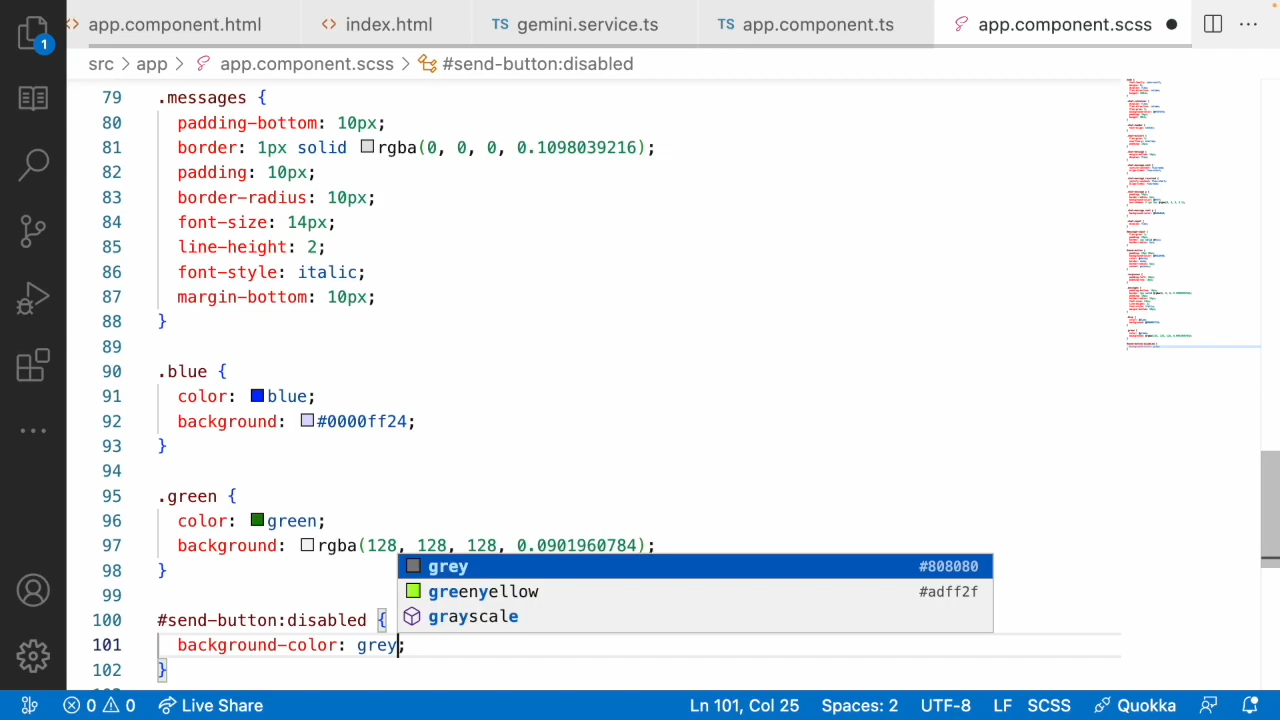 app.component.html
index.html
TS gemini.service.ts
TS app.component.ts
app.component.scss
1
src > app > app.component.scss > #send-button:disabled
79 .messages {
80 padding-bottom: 10px;
81 border: 1px solid rgba(0, 0, 0, 0.1098039216);
82 padding: 10px;
83 border-radius: 10px;
84 font-size: 14px;
85 line-height: 2;
86 font-style: italic;
87 margin-bottom: 10px;
88 }
89
90 .blue {
91 color: blue;
92 background: #0000ff24;
93 }
94
95 .green {
96 color: green;
97 background: rgba(128, 128, 128, 0.0901960784);
98 }
99
grey #808080
greenyellow #adff2f
grayscale
100 #send-button:disabled {
101 background-color: grey;
102 }
0 0 Live Share Ln 101, Col 25 Spaces: 2 UTF-8 LF SCSS Quokka